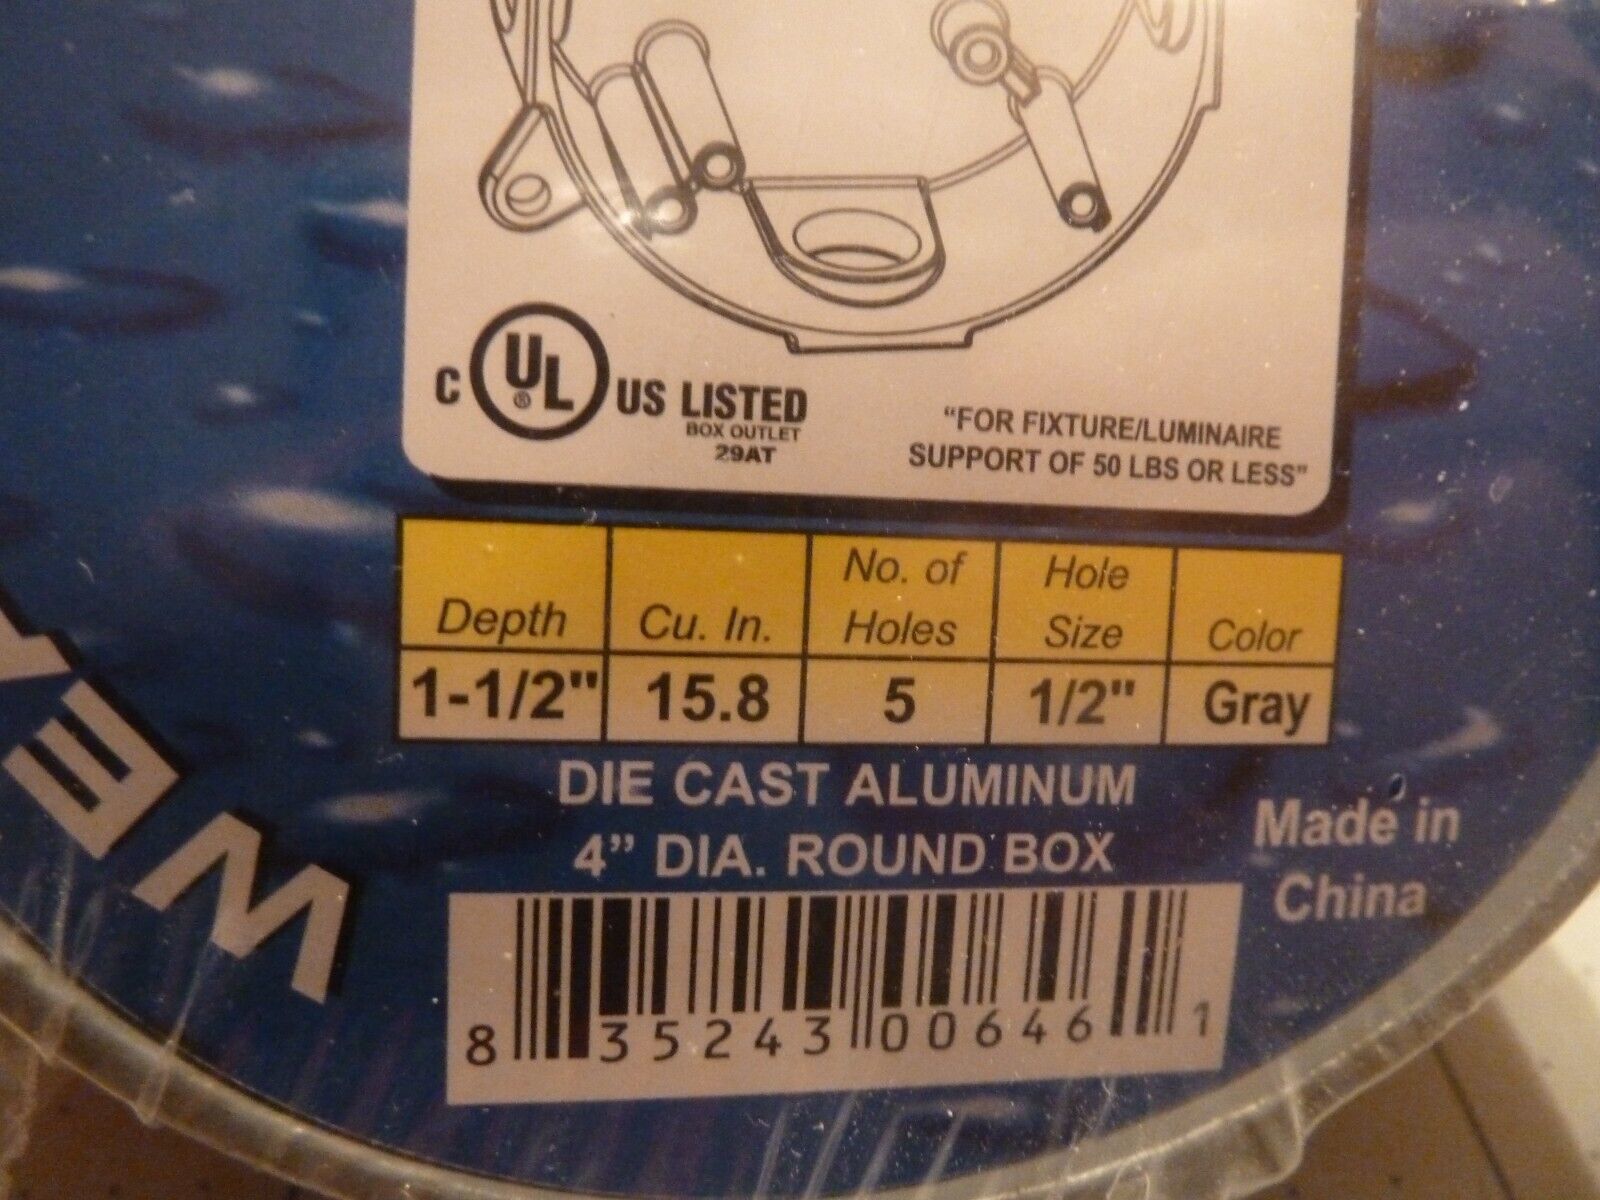 C UL® US LISTED
BOX OUTLET
29AT
"FOR FIXTURE/LUMINAIRE
SUPPORT OF 50 LBS OR LESS"
Depth Cu. In. No. of Holes Hole Size Color
1-1/2" 15.8 5 1/2" Gray
DIE CAST ALUMINUM
4" DIA. ROUND BOX
Made in
China
8 35243 00646 1